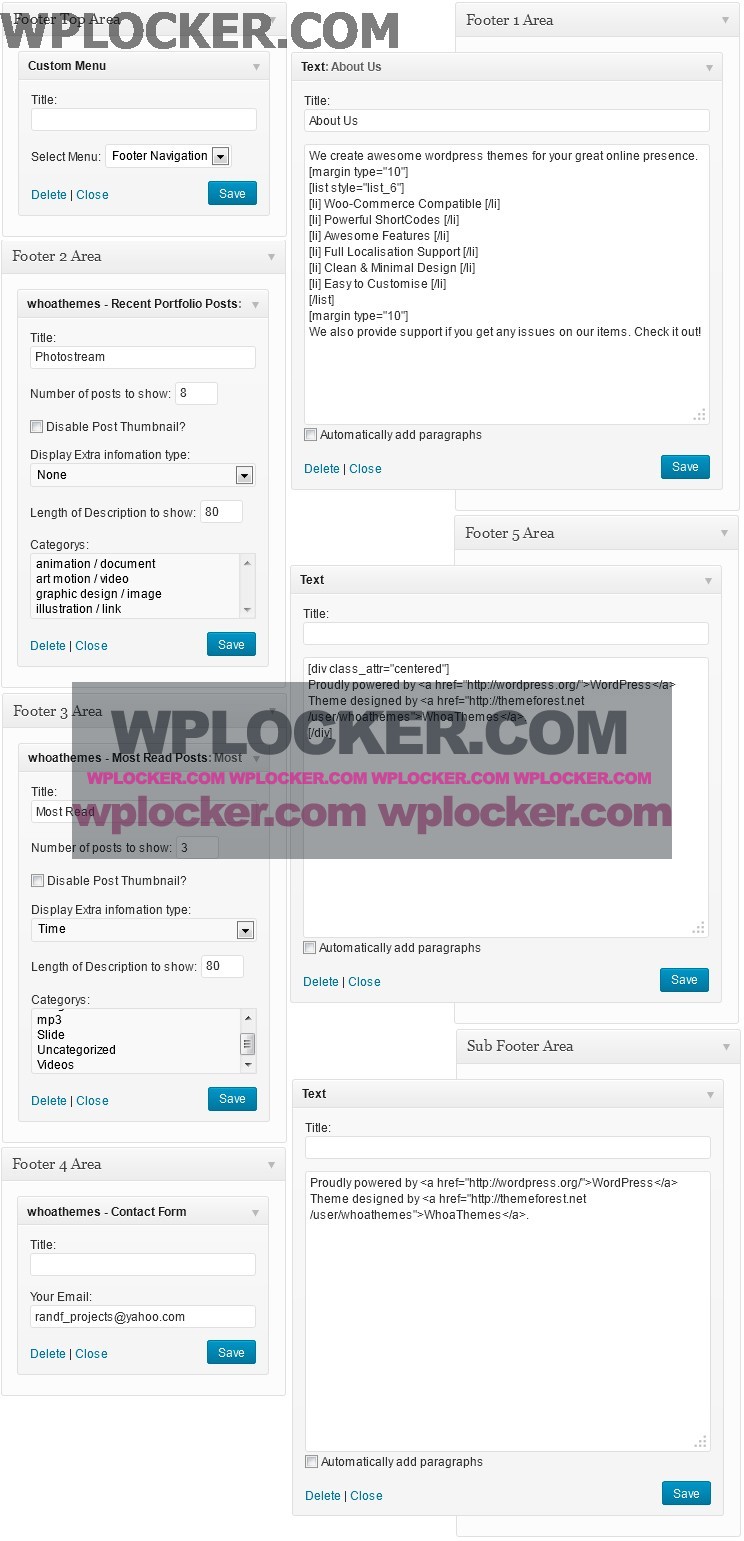 Footer Top Area
WPLOCKER.COM
Custom Menu
Title:
Select Menu: Footer Navigation
Delete | Close
Save
Footer 1 Area
Text: About Us
Title:
About Us
We create awesome wordpress themes for your great online presence.
[margin type="10"]
[list style="list_6"]
[li] Woo-Commerce Compatible [/li]
[li] Powerful ShortCodes [/li]
[li] Awesome Features [/li]
[li] Full Localisation Support [/li]
[li] Clean & Minimal Design [/li]
[li] Easy to Customise [/li]
[/list]
[margin type="10"]
We also provide support if you get any issues on our items. Check it out!
Automatically add paragraphs
Delete | Close
Save
Footer 2 Area
whoathemes - Recent Portfolio Posts:
Title:
Photostream
Number of posts to show: 8
Disable Post Thumbnail?
Display Extra infomation type:
None
Length of Description to show: 80
Categorys:
animation / document
art motion / video
graphic design / image
illustration / link
Delete | Close
Save
Footer 5 Area
Text
Title:
[div class_attr="centered"]
Proudly powered by <a href="http://wordpress.org/">WordPress</a>
Theme designed by <a href="http://themeforest.net
/user/whoathemes">WhoaThemes</a>.
[/div]
Automatically add paragraphs
Delete | Close
Save
WPLOCKER.COM
WPLOCKER.COM WPLOCKER.COM WPLOCKER.COM WPLOCKER.COM
wplocker.com wplocker.com
Footer 3 Area
whoathemes - Most Read Posts: Most
Title:
Most Read
Number of posts to show: 3
Disable Post Thumbnail?
Display Extra infomation type:
Time
Length of Description to show: 80
Categorys:
mp3
Slide
Uncategorized
Videos
Delete | Close
Save
Sub Footer Area
Text
Title:
Proudly powered by <a href="http://wordpress.org/">WordPress</a>
Theme designed by <a href="http://themeforest.net
/user/whoathemes">WhoaThemes</a>.
Automatically add paragraphs
Delete | Close
Save
Footer 4 Area
whoathemes - Contact Form
Title:
Your Email:
randf_projects@yahoo.com
Delete | Close
Save